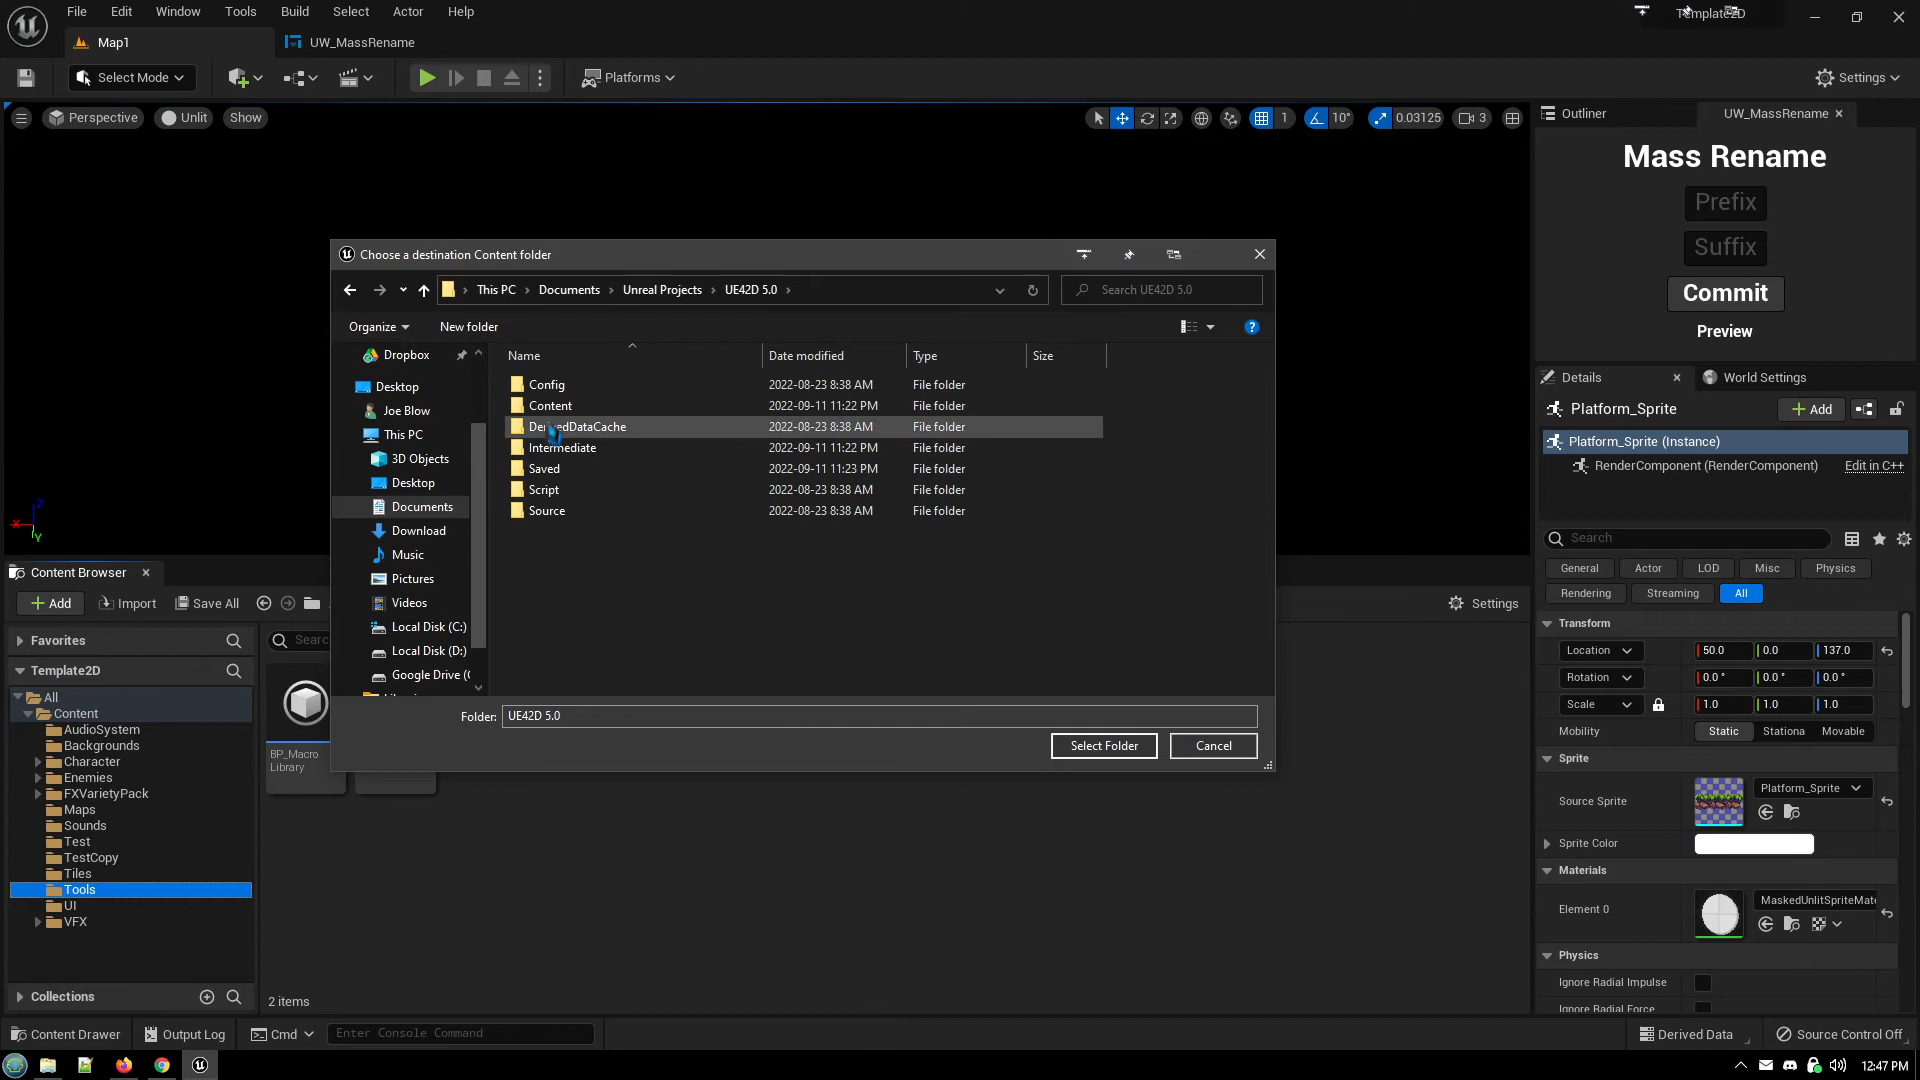 File Edit Window Tools Build Select Actor Help
Template2D
Map1
UW_MassRename
Select Mode
Platforms
Settings
Perspective
Unlit
Show
1
10°
0.03125
3
Outliner
UW_MassRename
Mass Rename
Prefix
Suffix
Commit
Preview
Choose a destination Content folder
This PC > Documents > Unreal Projects > UE42D 5.0 >
Search UE42D 5.0
Organize
New folder
Dropbox
Desktop
Joe Blow
This PC
3D Objects
Desktop
Documents
Download
Music
Pictures
Videos
Local Disk (C:)
Local Disk (D:)
Google Drive (
Name Date modified Type Size
Config 2022-08-23 8:38 AM File folder
Content 2022-09-11 11:22 PM File folder
DerivedDataCache 2022-08-23 8:38 AM File folder
Intermediate 2022-09-11 11:22 PM File folder
Saved 2022-09-11 11:23 PM File folder
Script 2022-08-23 8:38 AM File folder
Source 2022-08-23 8:38 AM File folder
Folder: UE42D 5.0
Select Folder
Cancel
Details
World Settings
Platform_Sprite
Add
Platform_Sprite (Instance)
RenderComponent (RenderComponent) Edit in C++
Search
General Actor LOD Misc Physics
Rendering Streaming All
Transform
Location 50.0 0.0 137.0
Rotation 0.0 ° 0.0 ° 0.0 °
Scale 1.0 1.0 1.0
Mobility Static Stationa Movable
Sprite
Source Sprite Platform_Sprite
Sprite Color
Materials
Element 0 MaskedUnlitSpriteMate
Physics
Ignore Radial Impulse
Ignore Radial Force
Content Browser
Add Import Save All
Settings
Favorites
Template2D
All
Content
AudioSystem
Backgrounds
Character
Enemies
FXVarietyPack
Maps
Sounds
Test
TestCopy
Tiles
Tools
UI
VFX
Collections
Searc
BP_Macro
Library
2 items
Content Drawer
Output Log
Cmd
Enter Console Command
Derived Data
Source Control Off
12:47 PM